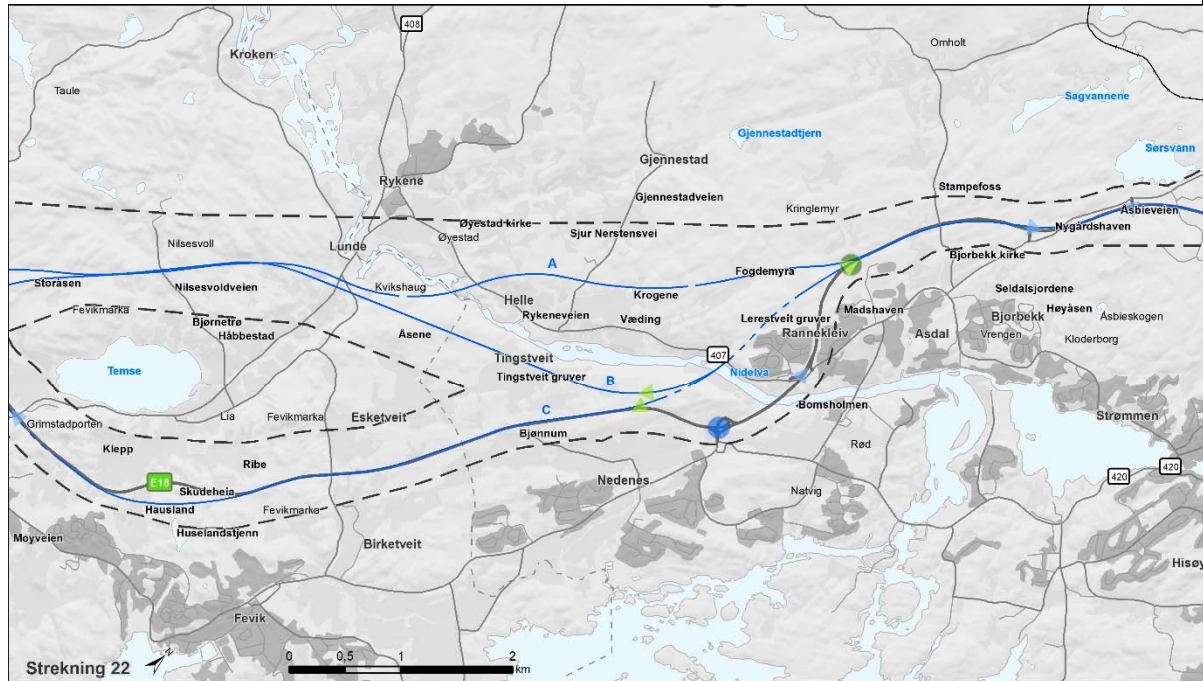 408
Omholt
Kroken
Taule
Sagvannene
Gjennestadtjern
Sørsvann
Gjennestad
Rykene
Stampefoss
Gjennestadveien
Kringlemyr
Åsbieveien
Øyestad kirke
Nygårdshaven
Sjur Nerstensvei
Øyestad
Nilsesvoll
Lunde
Bjorbekk kirke
A
Fogdemyra
Storåsen
Nilsesvoldveien
Kvikshaug
Seldalsjordene
Krogene
Helle
Fevikmarka
Høyåsen
Madshaven
Rykeneveien
Væding
Lerestveit gruver
Bjorbekk
Åsbieskogen
Bjørnetrø
Rannekleiv
Asdal
Vrengen
Håbbestad
Åsene
Kloderborg
407
Tingstveit
Temse
Nidelva
Tingstveit gruver
B
Bomsholmen
C
Lia
Fevikmarka
Esketveit
Strømmen
Grimstadporten
Bjønnum
Rød
Klepp
Ribe
420
420
E18
Nedenes
Skudeheia
Natvig
Hausland
Fevikmarka
Huselandstjenn
Moyveien
Birketveit
Hisøy
Fevik
N
0 0,5 1 2
km
Strekning 22